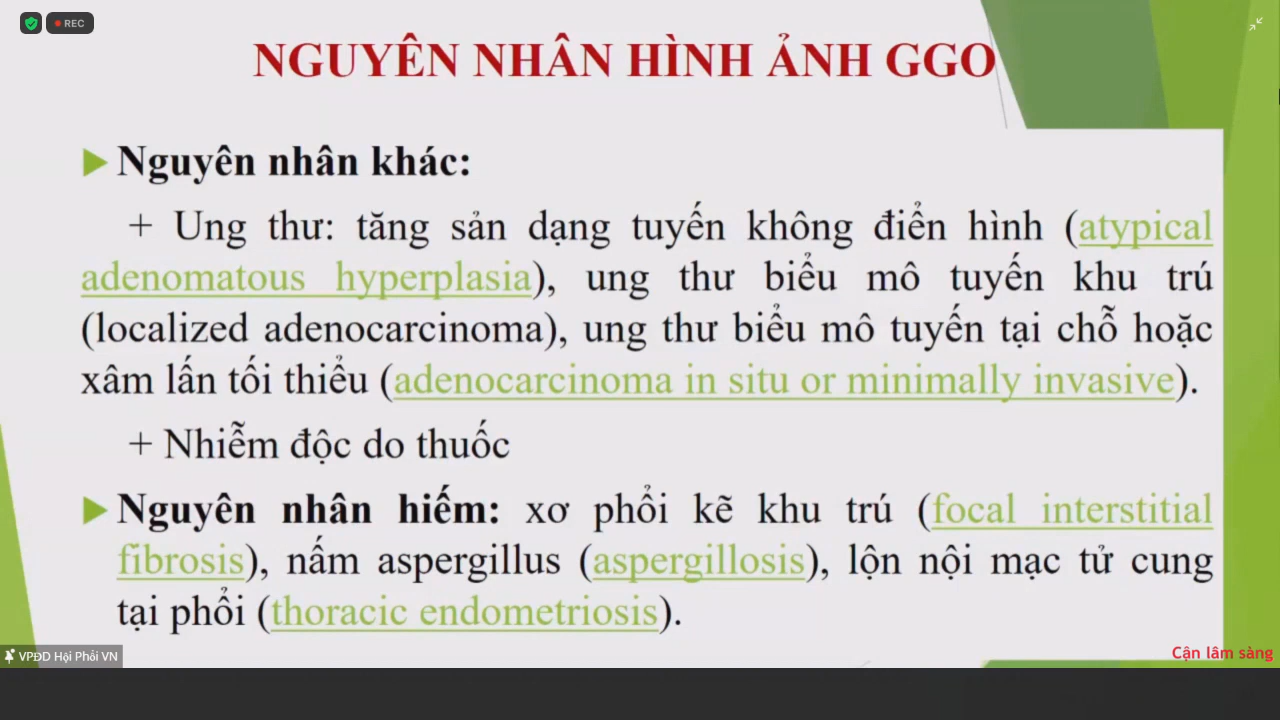 REC
NGUYÊN NHÂN HÌNH ẢNH GGO
Nguyên nhân khác:
+ Ung thư: tăng sản dạng tuyến không điển hình (atypical
adenomatous hyperplasia), ung thư biểu mô tuyến khu trú
(localized adenocarcinoma), ung thư biểu mô tuyến tại chỗ hoặc
xâm lấn tối thiểu (adenocarcinoma in situ or minimally invasive).
+ Nhiễm độc do thuốc
Nguyên nhân hiếm: xơ phổi kẽ khu trú (focal interstitial
fibrosis), nấm aspergillus (aspergillosis), lộn nội mạc tử cung
tại phổi (thoracic endometriosis).
VPĐD Hội Phổi VN
Cận lâm sàng